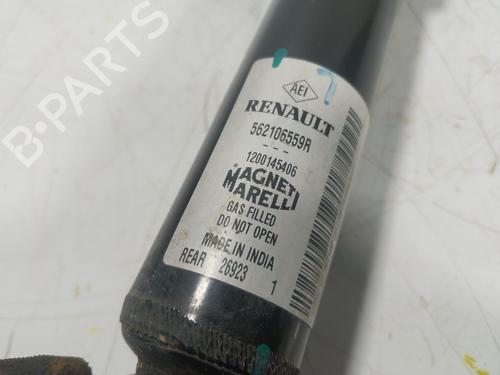 B-PARTS
AEI
RENAULT
562106559R
- - -
1200145406
MAGNETI
MARELLI
GAS FILLED
DO NOT OPEN
MADE IN INDIA
REAR 26923 1